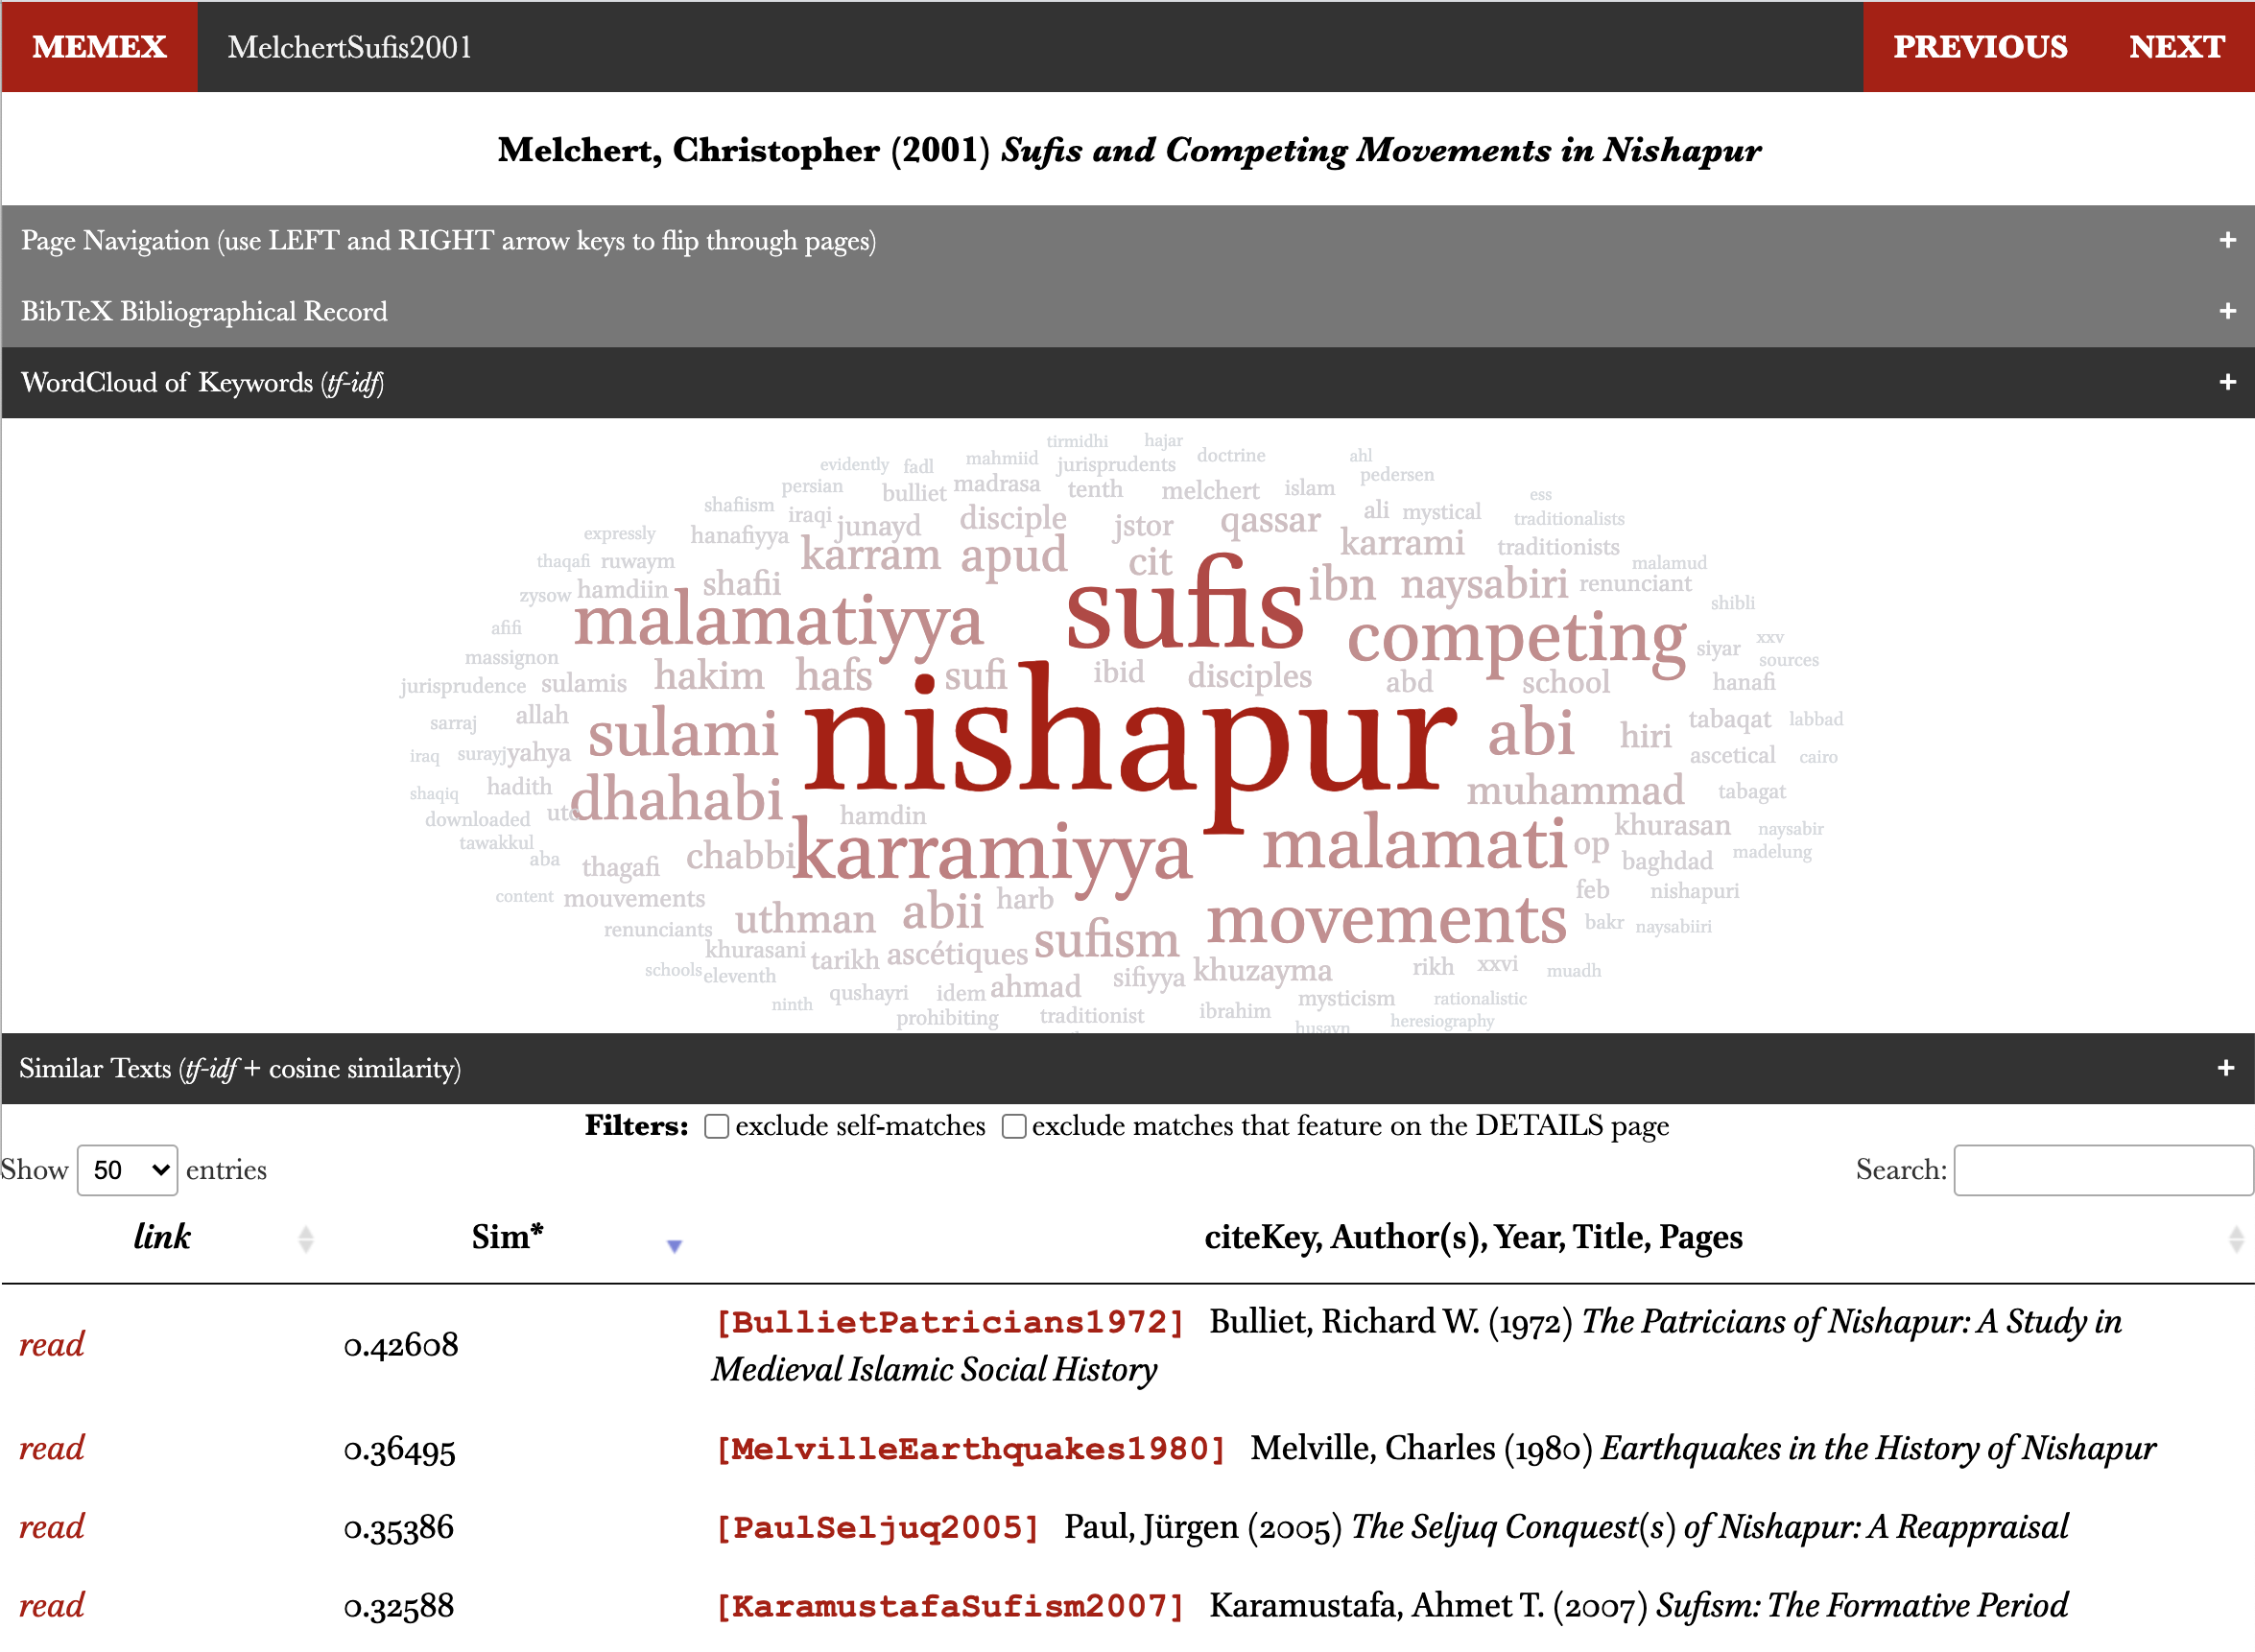 MEMEX MelchertSufis2001 PREVIOUS NEXT
Melchert, Christopher (2001) Sufis and Competing Movements in Nishapur
Page Navigation (use LEFT and RIGHT arrow keys to flip through pages) +
BibTeX Bibliographical Record +
WordCloud of Keywords (tf-idf) +
tirmidhi hajar
evidently fadl mahmiid jurisprudents doctrine ahl pedersen
persian bulliet madrasa tenth melchert islam ess
shafiism iraqi junayd disciple jstor qassar ali mystical traditionalists
expressly hanafiyya karram apud cit karrami traditionists
thaqafi ruwaym malamud
zysow hamdiin shafii sufis ibn naysabiri renunciant shibli
afifi malamatiyya competing siyar xxv
massignon sources
jurisprudence sulamis hakim hafs sufi ibid disciples abd school hanafi
sarraj allah sulami nishapur abi hiri tabaqat labbad
iraq surayj yahya ascetical cairo
shaqiq hadith dhahabi muhammad tabagat
downloaded utc hamdin khurasan naysabir
tawakkul aba thagafi chabbi karramiyya malamati op baghdad madelung
content mouvements harb feb nishapuri
renunciants uthman abii movements bakr naysabiiri
khurasani tarikh ascétiques sufism
schools eleventh sifiyya khuzayma rikh xxvi muadh
ninth qushayri idem ahmad mysticism rationalistic
prohibiting traditionist ibrahim husayn heresiography
Similar Texts (tf-idf + cosine similarity) +
Filters: exclude self-matches exclude matches that feature on the DETAILS page
Show 50 entries Search:
link Sim* citeKey, Author(s), Year, Title, Pages
read 0.42608 [BullietPatricians1972] Bulliet, Richard W. (1972) The Patricians of Nishapur: A Study in
Medieval Islamic Social History
read 0.36495 [MelvilleEarthquakes1980] Melville, Charles (1980) Earthquakes in the History of Nishapur
read 0.35386 [PaulSeljuq2005] Paul, Jürgen (2005) The Seljuq Conquest(s) of Nishapur: A Reappraisal
read 0.32588 [KaramustafaSufism2007] Karamustafa, Ahmet T. (2007) Sufism: The Formative Period